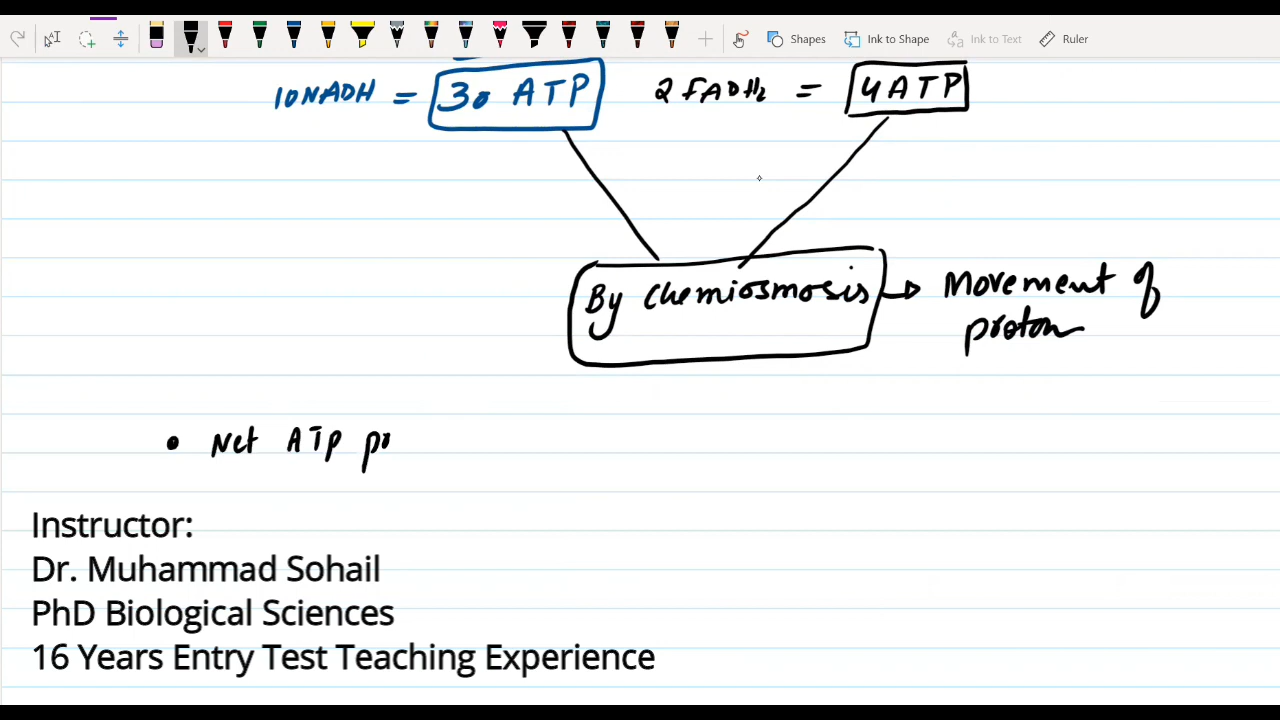 Shapes Ink to Shape Ink to Text Ruler
10NADH = 30 ATP 2 FADH₂ = 4 ATP
By Chemiosmosis → Movement of
proton
• Net ATP pr
Instructor:
Dr. Muhammad Sohail
PhD Biological Sciences
16 Years Entry Test Teaching Experience